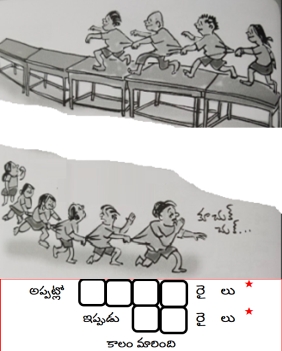 కూ చుక్
చుక్...
అప్పట్లో రై లు *
ఇప్పుడు రై లు *
కాలం మారింది